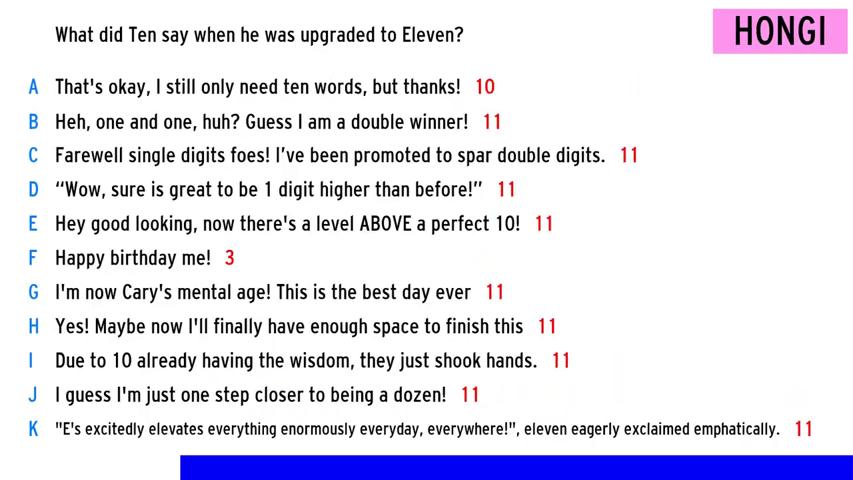 What did Ten say when he was upgraded to Eleven?
HONGI
A That's okay, I still only need ten words, but thanks! 10
B Heh, one and one, huh? Guess I am a double winner! 11
C Farewell single digits foes! I've been promoted to spar double digits. 11
D “Wow, sure is great to be 1 digit higher than before!” 11
E Hey good looking, now there's a level ABOVE a perfect 10! 11
F Happy birthday me! 3
G I'm now Cary's mental age! This is the best day ever 11
H Yes! Maybe now I'll finally have enough space to finish this 11
I Due to 10 already having the wisdom, they just shook hands. 11
J I guess I'm just one step closer to being a dozen! 11
K "E's excitedly elevates everything enormously everyday, everywhere!", eleven eagerly exclaimed emphatically. 11